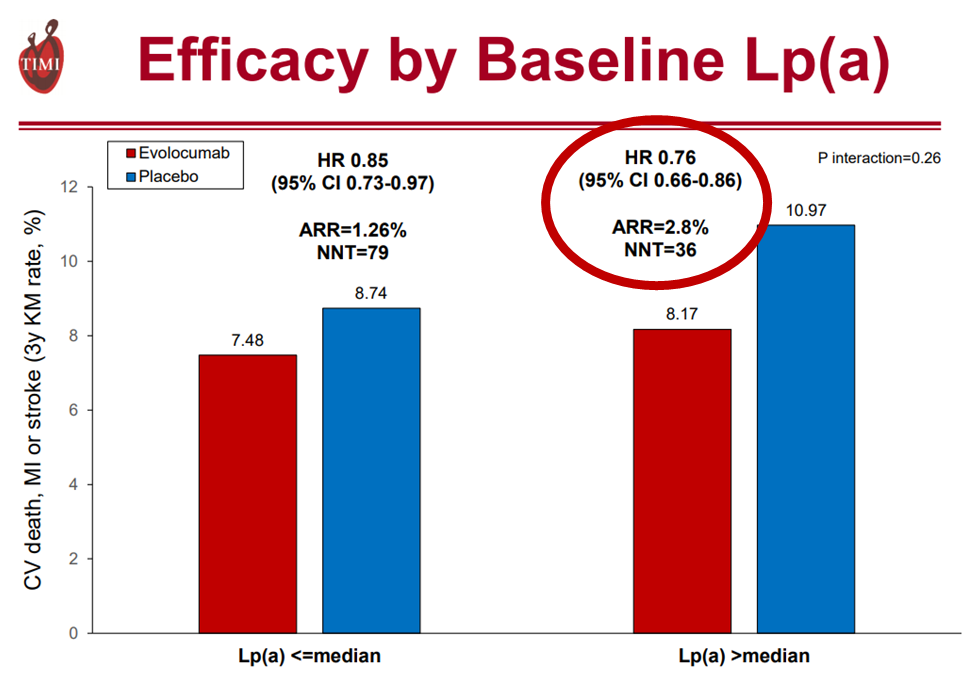 TIMI
Efficacy by Baseline Lp(a)
Evolocumab
Placebo
HR 0.85
(95% CI 0.73-0.97)
ARR=1.26%
NNT=79
HR 0.76
(95% CI 0.66-0.86)
ARR=2.8%
NNT=36
P interaction=0.26
CV death, MI or stroke (3y KM rate, %)
12
10
8
6
4
2
0
7.48
8.74
8.17
10.97
Lp(a) <=median
Lp(a) >median